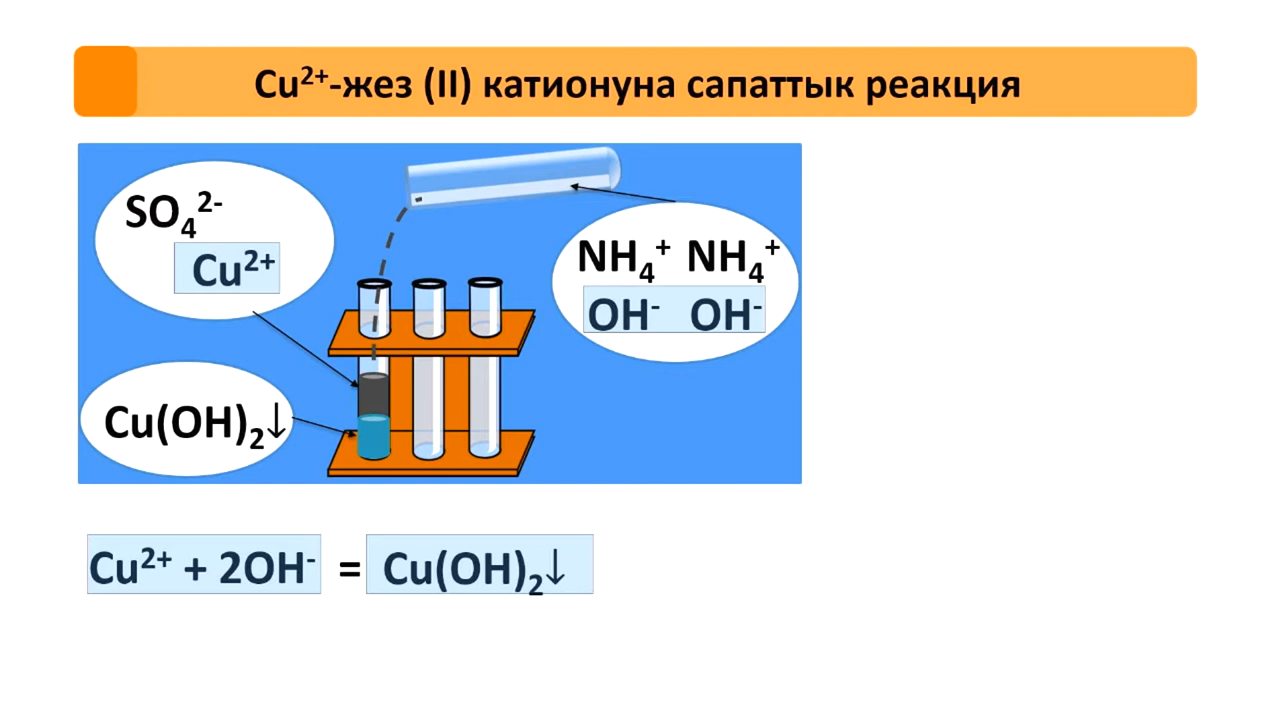 Cu²⁺-жез (II) катионуна сапаттык реакция
SO₄²⁻
Cu²⁺
NH₄⁺ NH₄⁺
OH⁻ OH⁻
Cu(OH)₂↓
Cu²⁺ + 2OH⁻ = Cu(OH)₂↓